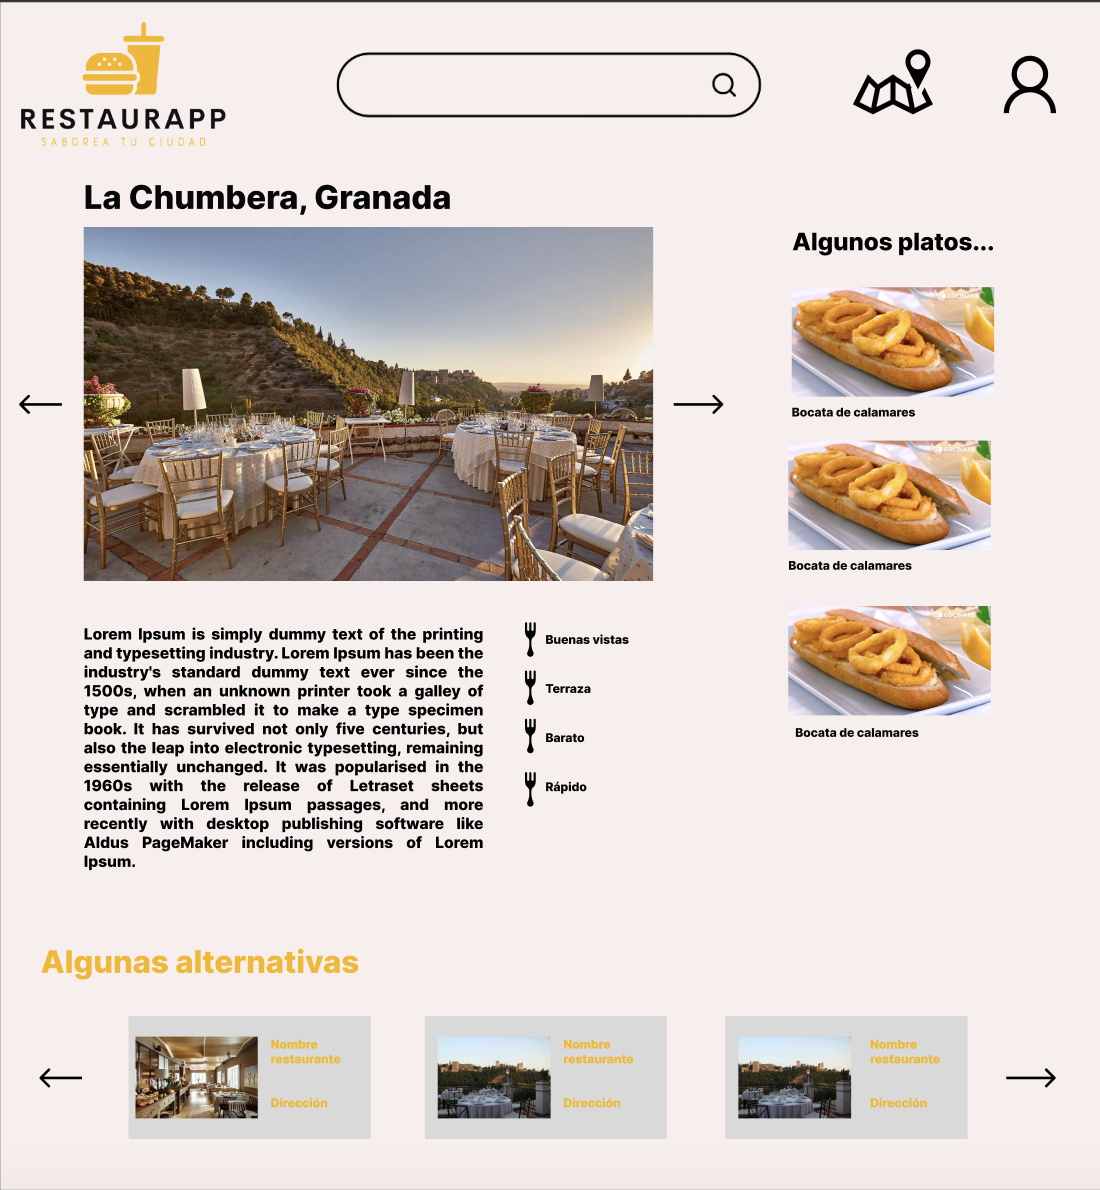 RESTAURAPP
SABOREA TU CIUDAD
La Chumbera, Granada
Algunos platos...
COCINATIS
Bocata de calamares
COCINATIS
Bocata de calamares
COCINATIS
Bocata de calamares
Lorem Ipsum is simply dummy text of the printing
and typesetting industry. Lorem Ipsum has been the
industry's standard dummy text ever since the
1500s, when an unknown printer took a galley of
type and scrambled it to make a type specimen
book. It has survived not only five centuries, but
also the leap into electronic typesetting, remaining
essentially unchanged. It was popularised in the
1960s with the release of Letraset sheets
containing Lorem Ipsum passages, and more
recently with desktop publishing software like
Aldus PageMaker including versions of Lorem
Ipsum.
Buenas vistas
Terraza
Barato
Rápido
Algunas alternativas
Nombre
restaurante
Dirección
Nombre
restaurante
Dirección
Nombre
restaurante
Dirección